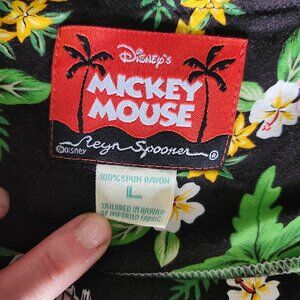 Disney's
MICKEY
MOUSE
Reyn Spooner ®
©DISNEY
100% SPUN RAYON
L
TAILORED IN HAWAII
OF IMPORTED FABRIC